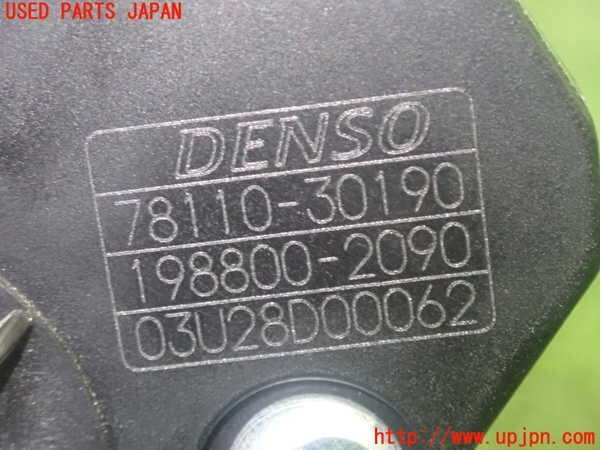 USED PARTS JAPAN
DENSO
78110-30190
198800-2090
03U28D00062
http://www.upjpn.com/